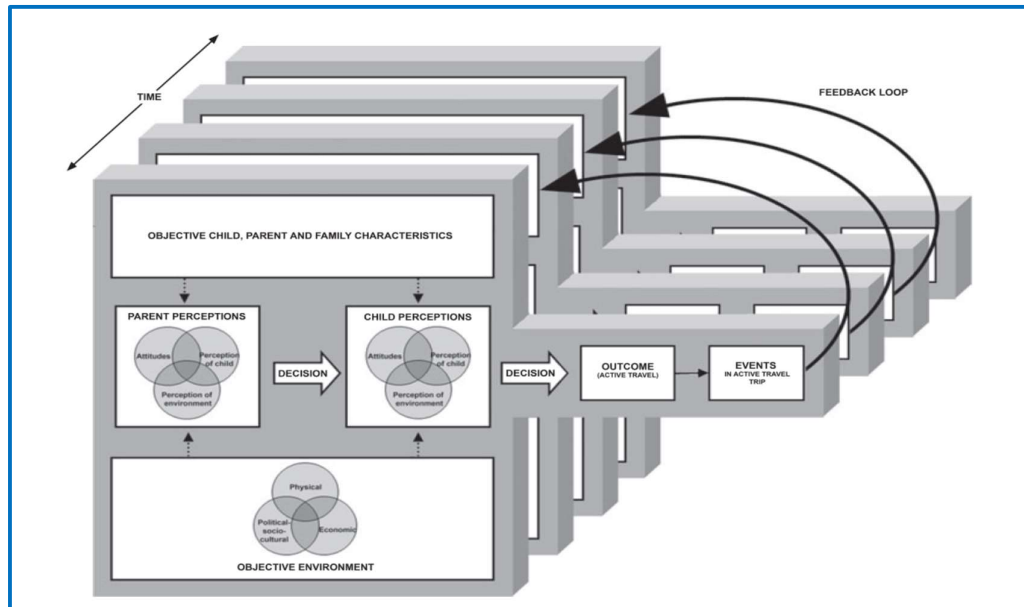 TIME
FEEDBACK LOOP
OBJECTIVE CHILD, PARENT AND FAMILY CHARACTERISTICS
PARENT PERCEPTIONS
Attitudes
Perception
of child
Perception of
environment
DECISION
CHILD PERCEPTIONS
Attitudes
Perception
of child
Perception of
environment
DECISION
OUTCOME
(ACTIVE TRAVEL)
EVENTS
IN ACTIVE TRAVEL
TRIP
Physical
Political-
socio-
cultural
Economic
OBJECTIVE ENVIRONMENT